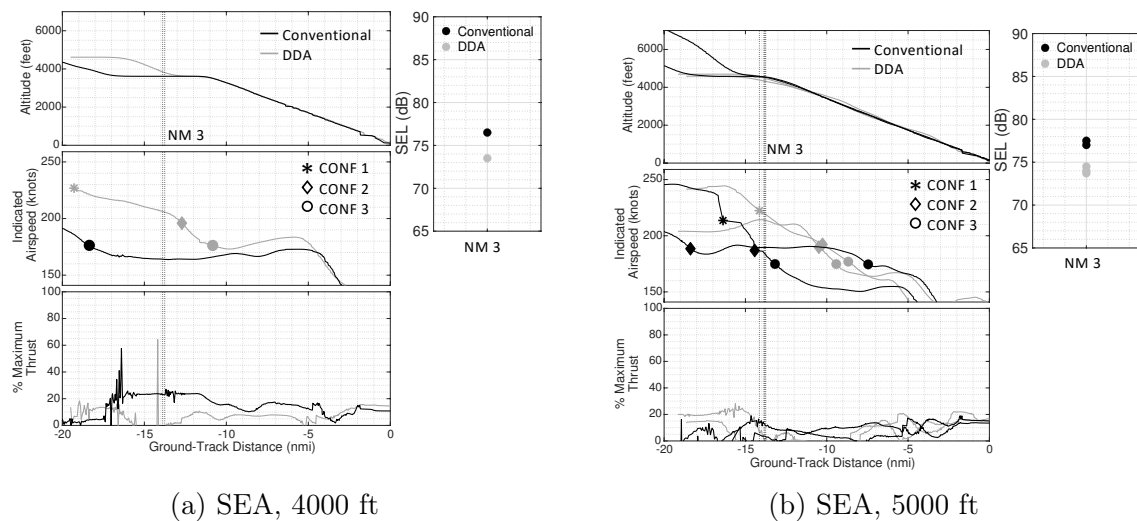 6000
4000
2000
0
Altitude (feet)
Conventional
DDA
NM 3
250
200
150
Indicated
Airspeed (knots)
CONF 1
CONF 2
CONF 3
100
80
60
40
20
0
% Maximum
Thrust
-20 -15 -10 -5 0
Ground-Track Distance (nmi)
90
85
80
75
70
65
SEL (dB)
Conventional
DDA
NM 3
(a) SEA, 4000 ft
6000
4000
2000
0
Altitude (feet)
Conventional
DDA
NM 3
250
200
150
Indicated
Airspeed (knots)
CONF 1
CONF 2
CONF 3
100
80
60
40
20
0
% Maximum
Thrust
-20 -15 -10 -5 0
Ground-Track Distance (nmi)
90
85
80
75
70
65
SEL (dB)
Conventional
DDA
NM 3
(b) SEA, 5000 ft